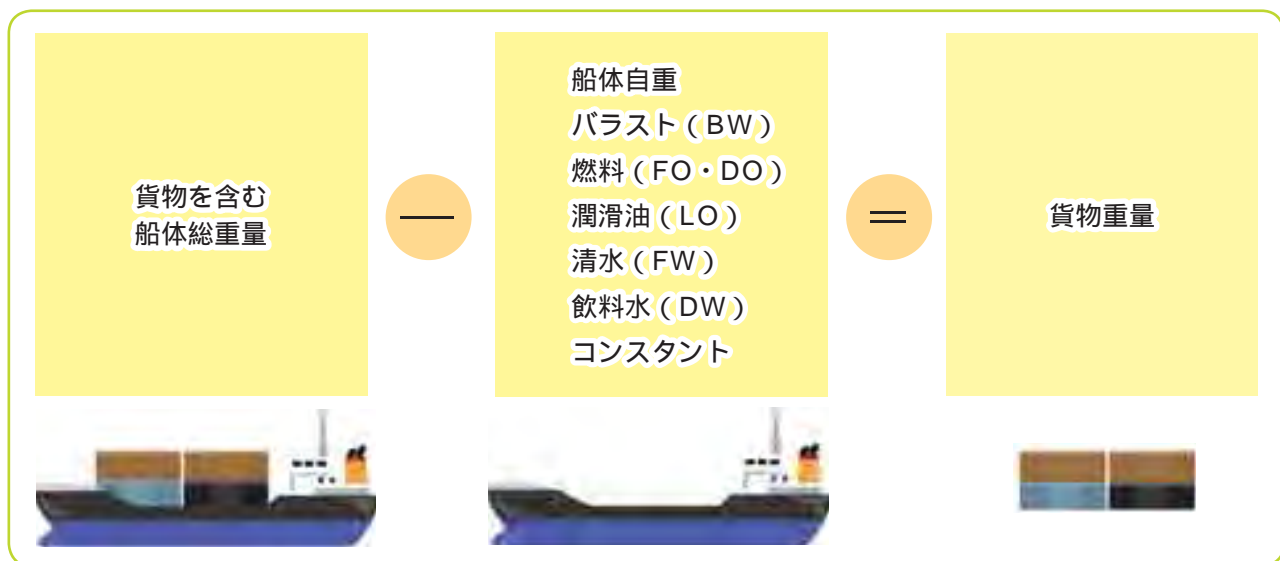 貨物を含む
船体総重量
—
船体自重
バラスト（BW）
燃料（FO・DO）
潤滑油（LO）
清水（FW）
飲料水（DW）
コンスタント
＝
貨物重量